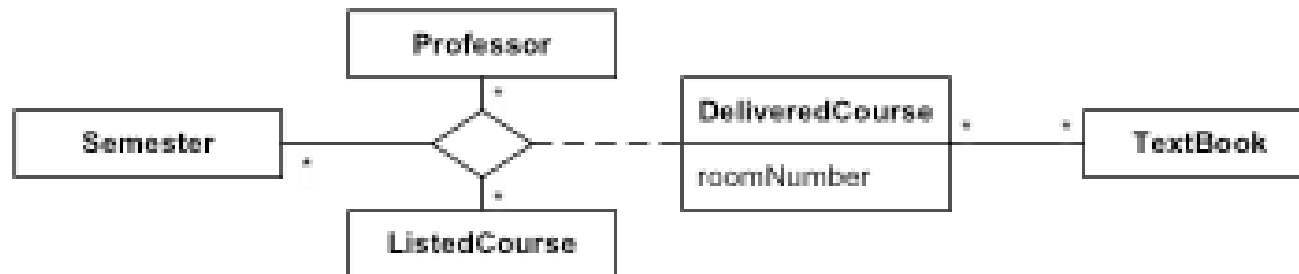 Professor
*
Semester
*
*
ListedCourse
DeliveredCourse
roomNumber
*
*
TextBook